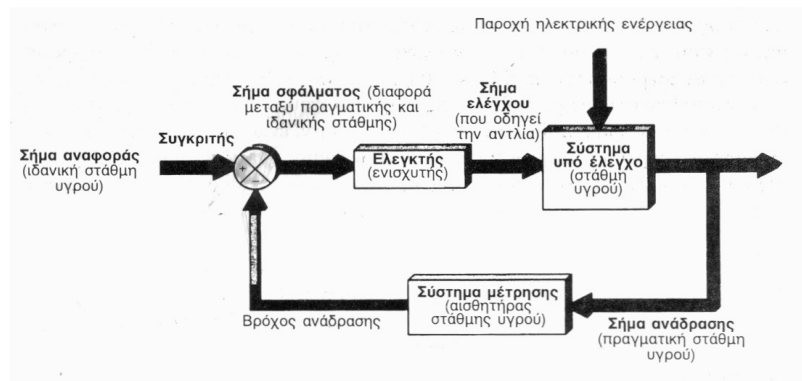 Παροχή ηλεκτρικής ενέργειας
Σήμα σφάλματος (διαφορά
μεταξύ πραγματικής και
ιδανικής στάθμης)
Σήμα
ελέγχου
(που οδηγεί
την αντλία)
Συγκριτής
Σήμα αναφοράς
(ιδανική στάθμη
υγρού)
+
−
Ελεγκτής
(ενισχυτής)
Σύστημα
υπό έλεγχο
(στάθμη
υγρού)
Σύστημα μέτρησης
(αισθητήρας
στάθμης υγρού)
Βρόχος ανάδρασης
Σήμα ανάδρασης
(πραγματική στάθμη
υγρού)